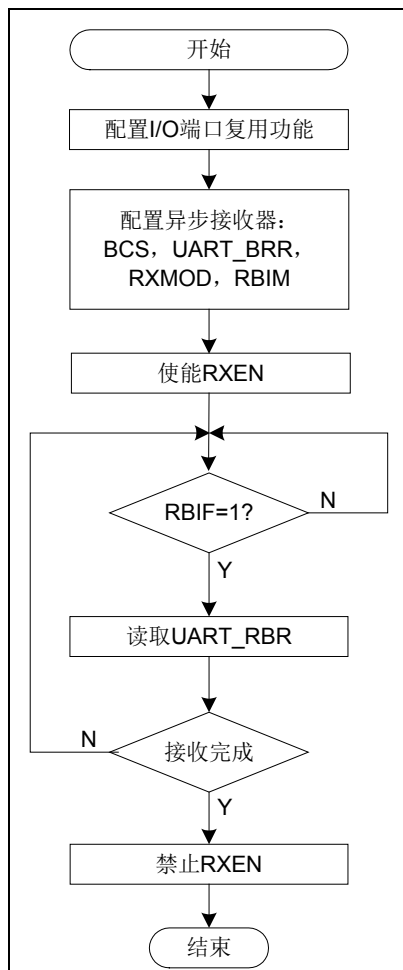 开始
配置I/O端口复用功能
配置异步接收器：
BCS，UART_BRR，
RXMOD，RBIM
使能RXEN
RBIF=1?
N
Y
读取UART_RBR
N
接收完成
Y
禁止RXEN
结束